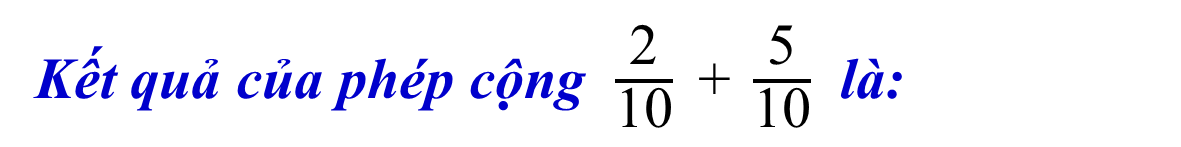 Kết quả của phép cộng 2/10 + 5/10 là: